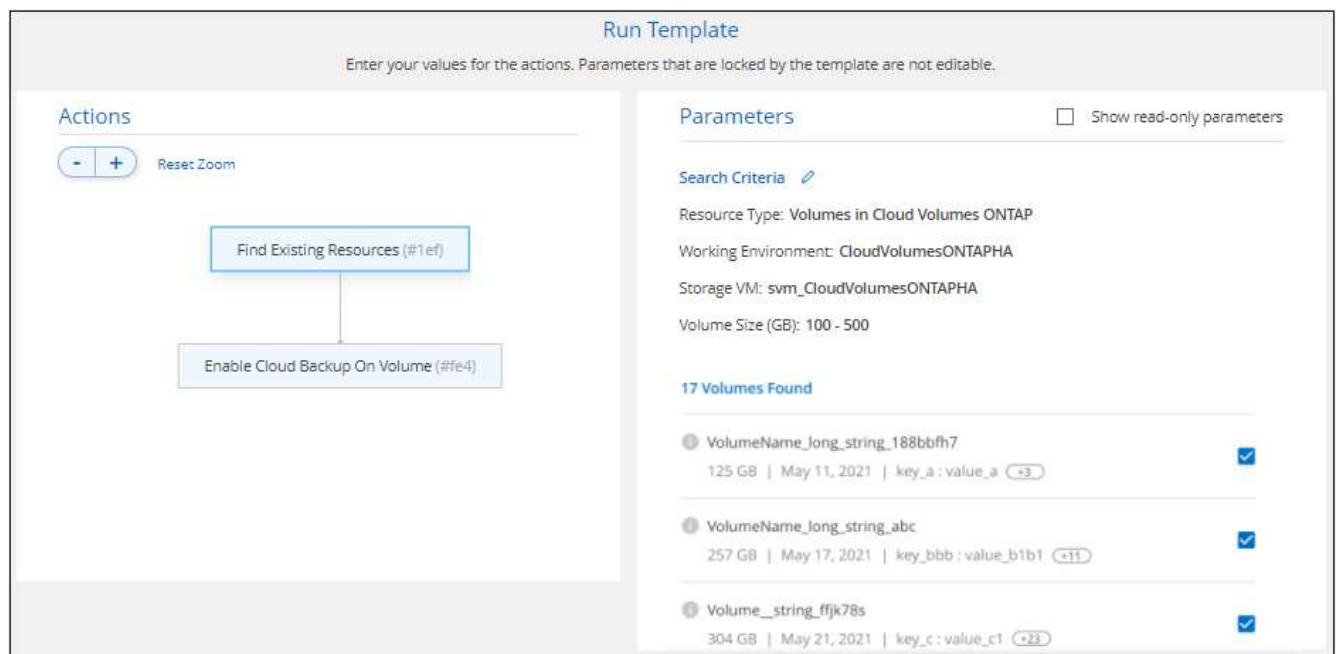 Run Template
Enter your values for the actions. Parameters that are locked by the template are not editable.
Actions
- +
Reset Zoom
Find Existing Resources (#1ef)
Enable Cloud Backup On Volume (#fe4)
Parameters
Show read-only parameters
Search Criteria
Resource Type: Volumes in Cloud Volumes ONTAP
Working Environment: CloudVolumesONTAPHA
Storage VM: svm_CloudVolumesONTAPHA
Volume Size (GB): 100 - 500
17 Volumes Found
VolumeName_long_string_188bbfh7
125 GB | May 11, 2021 | key_a : value_a +3
VolumeName_long_string_abc
257 GB | May 17, 2021 | key_bbb : value_b1b1 +11
Volume__string_ffjk78s
304 GB | May 21, 2021 | key_c : value_c1 +23